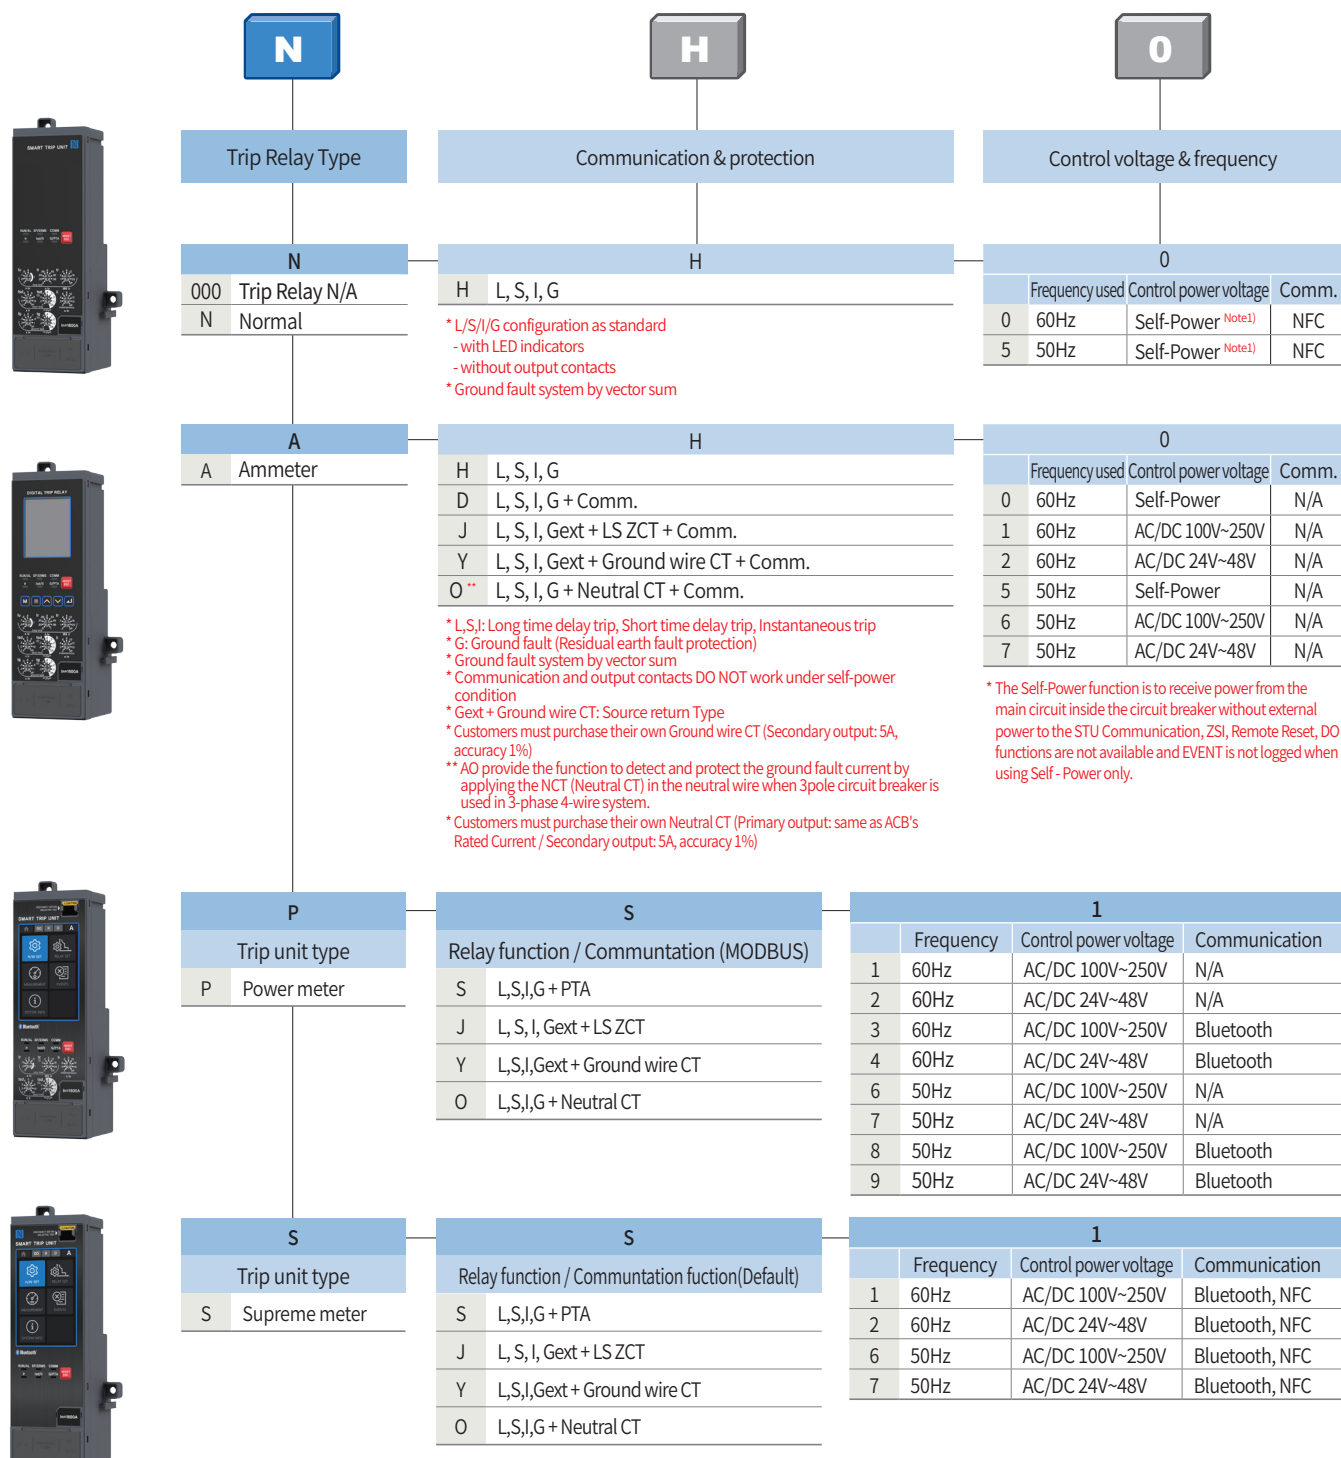 N
H
0
Trip Relay Type
Communication & protection
Control voltage & frequency
SMART TRIP UNIT N
N
H
0
000 Trip Relay N/A
N Normal
H L, S, I, G
* L/S/I/G configuration as standard
- with LED indicators
- without output contacts
* Ground fault system by vector sum
Frequency used Control power voltage Comm.
0 60Hz Self-Power Note1) NFC
5 50Hz Self-Power Note1) NFC
DIGITAL TRIP RELAY
A
H
0
A Ammeter
H L, S, I, G
D L, S, I, G + Comm.
J L, S, I, Gext + LS ZCT + Comm.
Y L, S, I, Gext + Ground wire CT + Comm.
O ** L, S, I, G + Neutral CT + Comm.
* L,S,I: Long time delay trip, Short time delay trip, Instantaneous trip
* G: Ground fault (Residual earth fault protection)
* Ground fault system by vector sum
* Communication and output contacts DO NOT work under self-power
condition
* Gext + Ground wire CT: Source return Type
* Customers must purchase their own Ground wire CT (Secondary output: 5A,
accuracy 1%)
** AO provide the function to detect and protect the ground fault current by
applying the NCT (Neutral CT) in the neutral wire when 3pole circuit breaker is
used in 3-phase 4-wire system.
* Customers must purchase their own Neutral CT (Primary output: same as ACB's
Rated Current / Secondary output: 5A, accuracy 1%)
Frequency used Control power voltage Comm.
0 60Hz Self-Power N/A
1 60Hz AC/DC 100V~250V N/A
2 60Hz AC/DC 24V~48V N/A
5 50Hz Self-Power N/A
6 50Hz AC/DC 100V~250V N/A
7 50Hz AC/DC 24V~48V N/A
* The Self-Power function is to receive power from the
main circuit inside the circuit breaker without external
power to the STU Communication, ZSI, Remote Reset, DO
functions are not available and EVENT is not logged when
using Self - Power only.
SMART TRIP UNIT
Bluetooth
P
S
1
Trip unit type
Relay function / Communtation (MODBUS)
P Power meter
S L,S,I,G + PTA
J L, S, I, Gext + LS ZCT
Y L,S,I,Gext + Ground wire CT
O L,S,I,G + Neutral CT
Frequency Control power voltage Communication
1 60Hz AC/DC 100V~250V N/A
2 60Hz AC/DC 24V~48V N/A
3 60Hz AC/DC 100V~250V Bluetooth
4 60Hz AC/DC 24V~48V Bluetooth
6 50Hz AC/DC 100V~250V N/A
7 50Hz AC/DC 24V~48V N/A
8 50Hz AC/DC 100V~250V Bluetooth
9 50Hz AC/DC 24V~48V Bluetooth
N
SMART TRIP UNIT
Bluetooth
S
S
1
Trip unit type
Relay function / Communtation fuction(Default)
S Supreme meter
S L,S,I,G + PTA
J L, S, I, Gext + LS ZCT
Y L,S,I,Gext + Ground wire CT
O L,S,I,G + Neutral CT
Frequency Control power voltage Communication
1 60Hz AC/DC 100V~250V Bluetooth, NFC
2 60Hz AC/DC 24V~48V Bluetooth, NFC
6 50Hz AC/DC 100V~250V Bluetooth, NFC
7 50Hz AC/DC 24V~48V Bluetooth, NFC